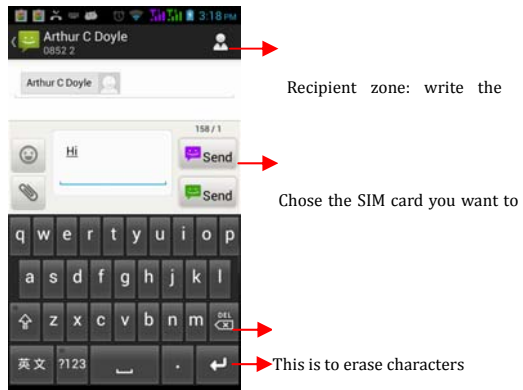 3:18 PM
Arthur C Doyle
0852 2
Recipient zone: write the
Arthur C Doyle
158/1
Hi
Send
Send
Chose the SIM card you want to
q w e r t y u i o p
a s d f g h j k l
z x c v b n m DEL
英文 ?123 .
This is to erase characters